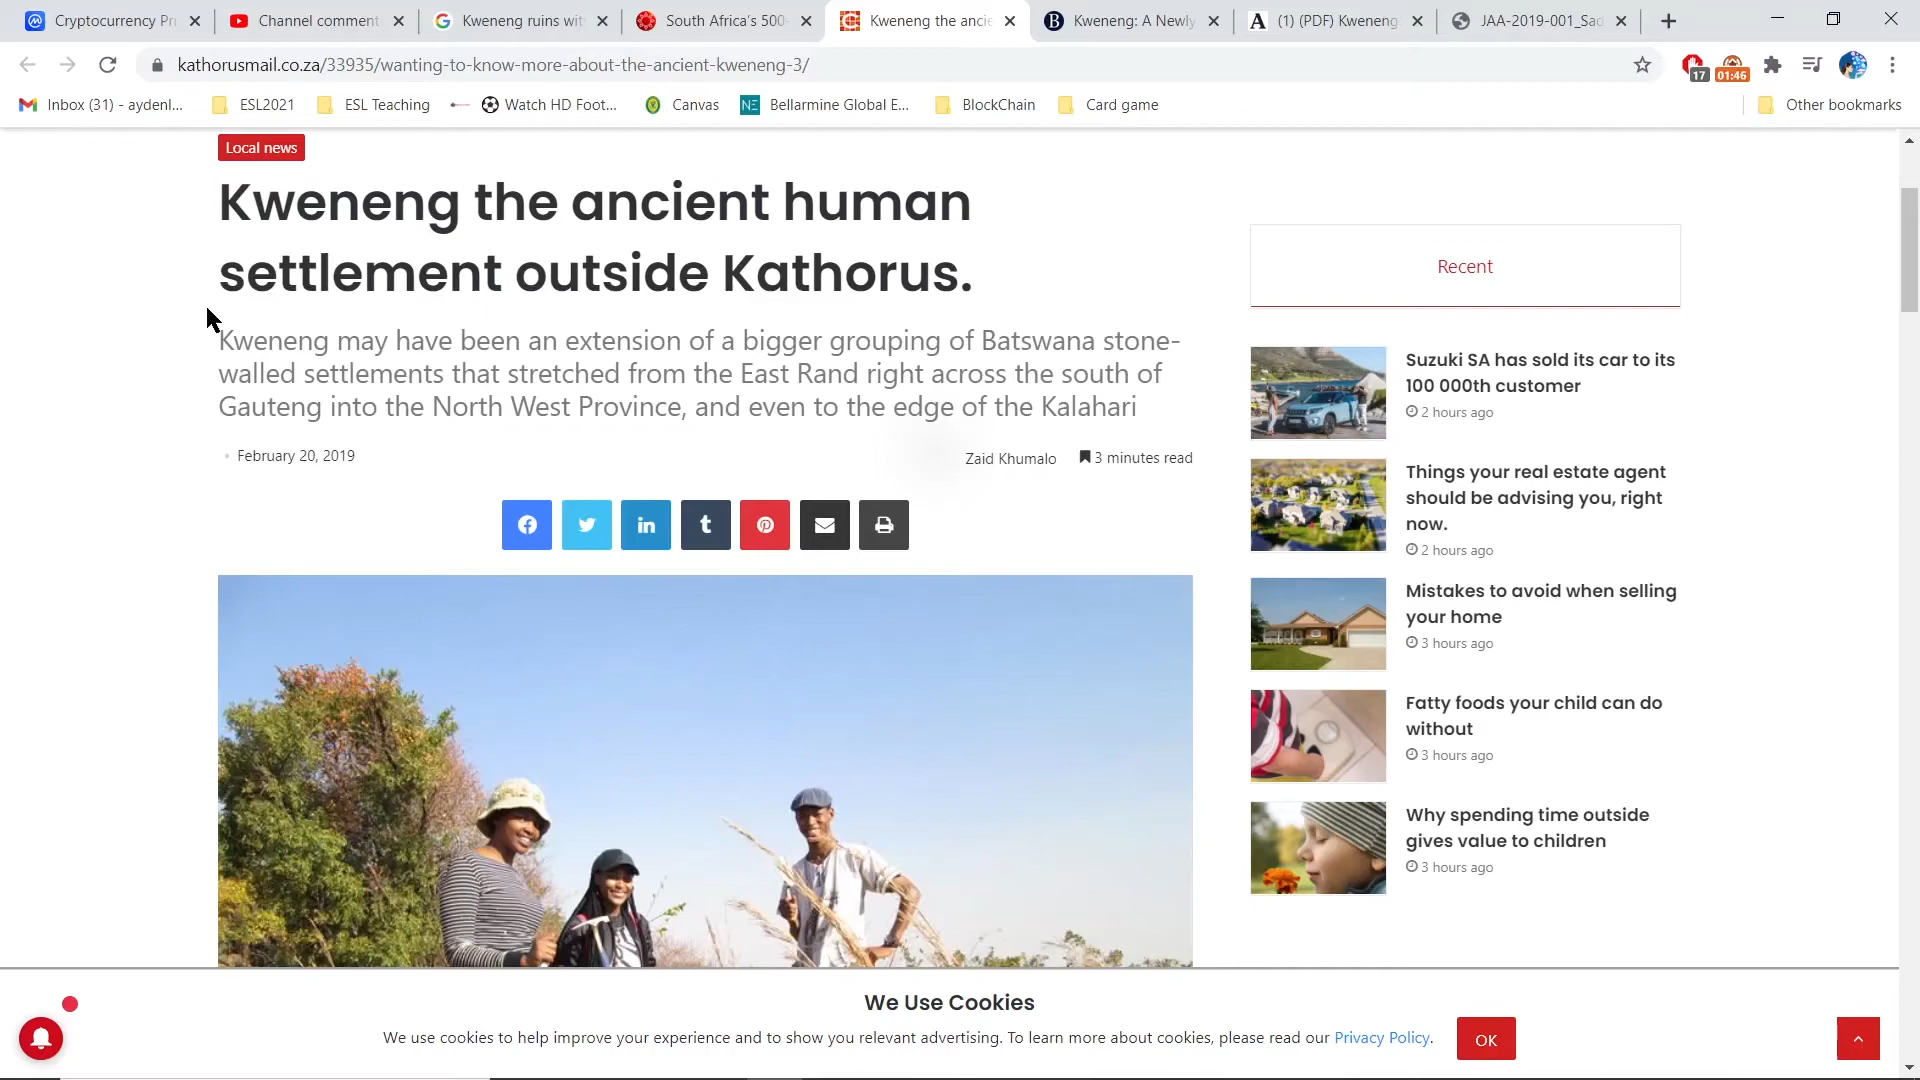 Cryptocurrency Pr
Channel comment
Kweneng ruins wit
South Africa's 500-
Kweneng the ancie
Kweneng: A Newly
(1) (PDF) Kweneng:
JAA-2019-001_Sad
kathorusmail.co.za/33935/wanting-to-know-more-about-the-ancient-kweneng-3/
17
01:46
Inbox (31) - aydenl...
ESL2021
ESL Teaching
Watch HD Foot...
Canvas
NE
Bellarmine Global E...
BlockChain
Card game
Other bookmarks
Local news
Kweneng the ancient human
settlement outside Kathorus.
Kweneng may have been an extension of a bigger grouping of Batswana stone-
walled settlements that stretched from the East Rand right across the south of
Gauteng into the North West Province, and even to the edge of the Kalahari
February 20, 2019
Zaid Khumalo
3 minutes read
Recent
Suzuki SA has sold its car to its
100 000th customer
2 hours ago
Things your real estate agent
should be advising you, right
now.
2 hours ago
Mistakes to avoid when selling
your home
3 hours ago
Fatty foods your child can do
without
3 hours ago
Why spending time outside
gives value to children
3 hours ago
We Use Cookies
We use cookies to help improve your experience and to show you relevant advertising. To learn more about cookies, please read our Privacy Policy.
OK